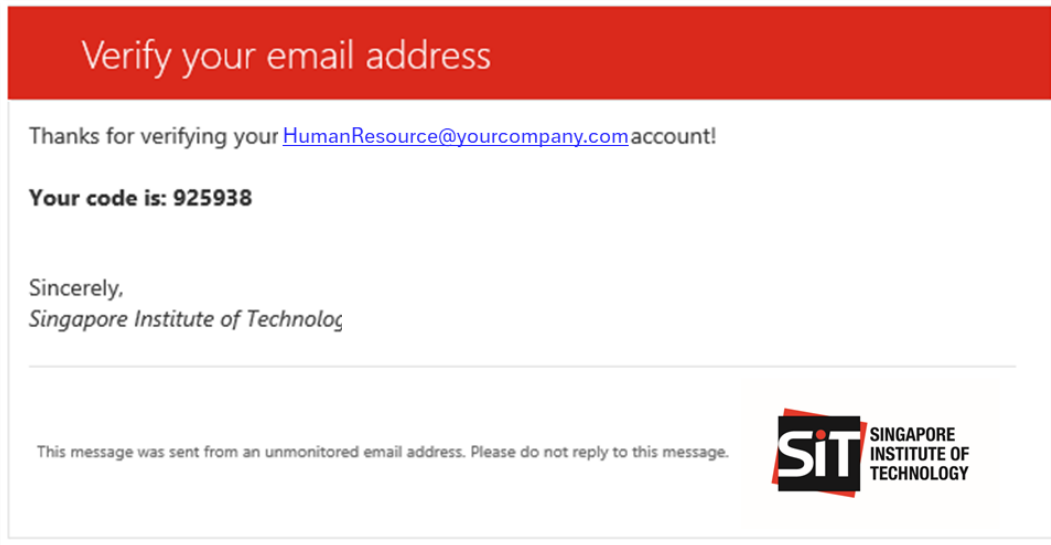 Verify your email address
Thanks for verifying your HumanResource@yourcompany.com account!
Your code is: 925938
Sincerely,
Singapore Institute of Technolog
This message was sent from an unmonitored email address. Please do not reply to this message.
SiT
SINGAPORE
INSTITUTE OF
TECHNOLOGY